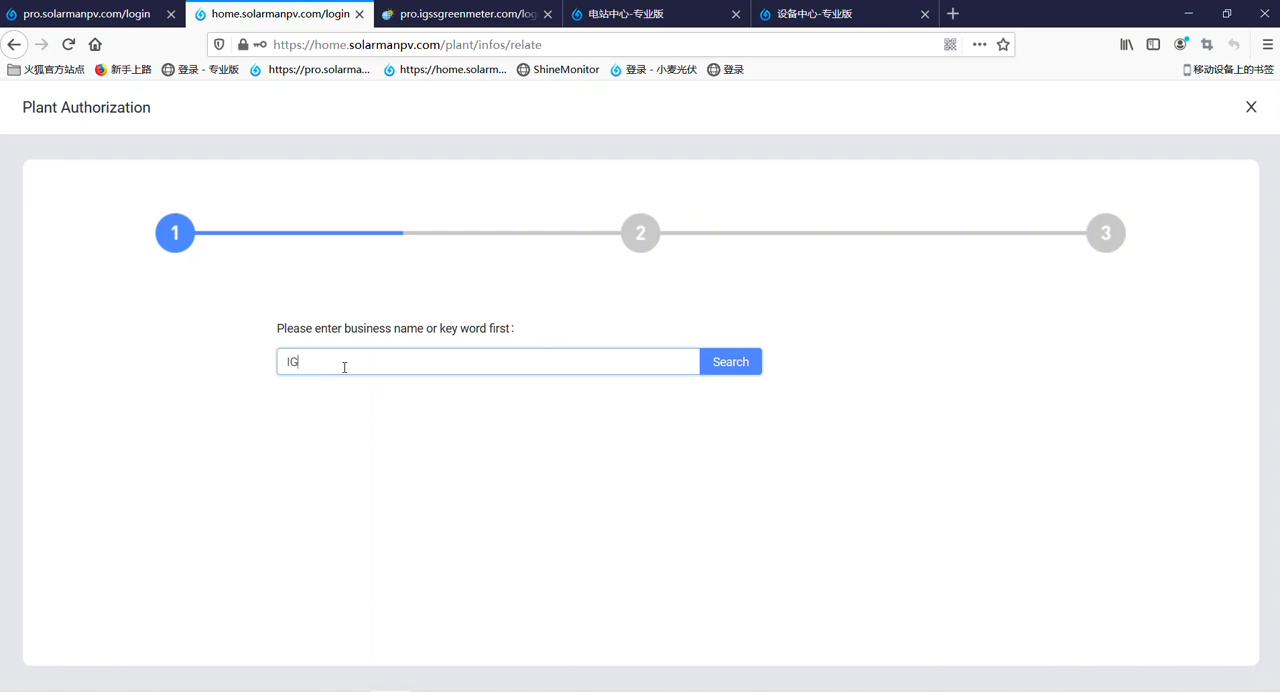 pro.solarmanpv.com/login
home.solarmanpv.com/login
pro.igssgreenmeter.com/log
电站中心-专业版
设备中心-专业版
https://home.solarmanpv.com/plant/infos/relate
火狐官方站点 新手上路 登录 - 专业版 https://pro.solarma... https://home.solarm... ShineMonitor 登录 - 小麦光伏 登录 移动设备上的书签
Plant Authorization
1 2 3
Please enter business name or key word first:
IG
Search